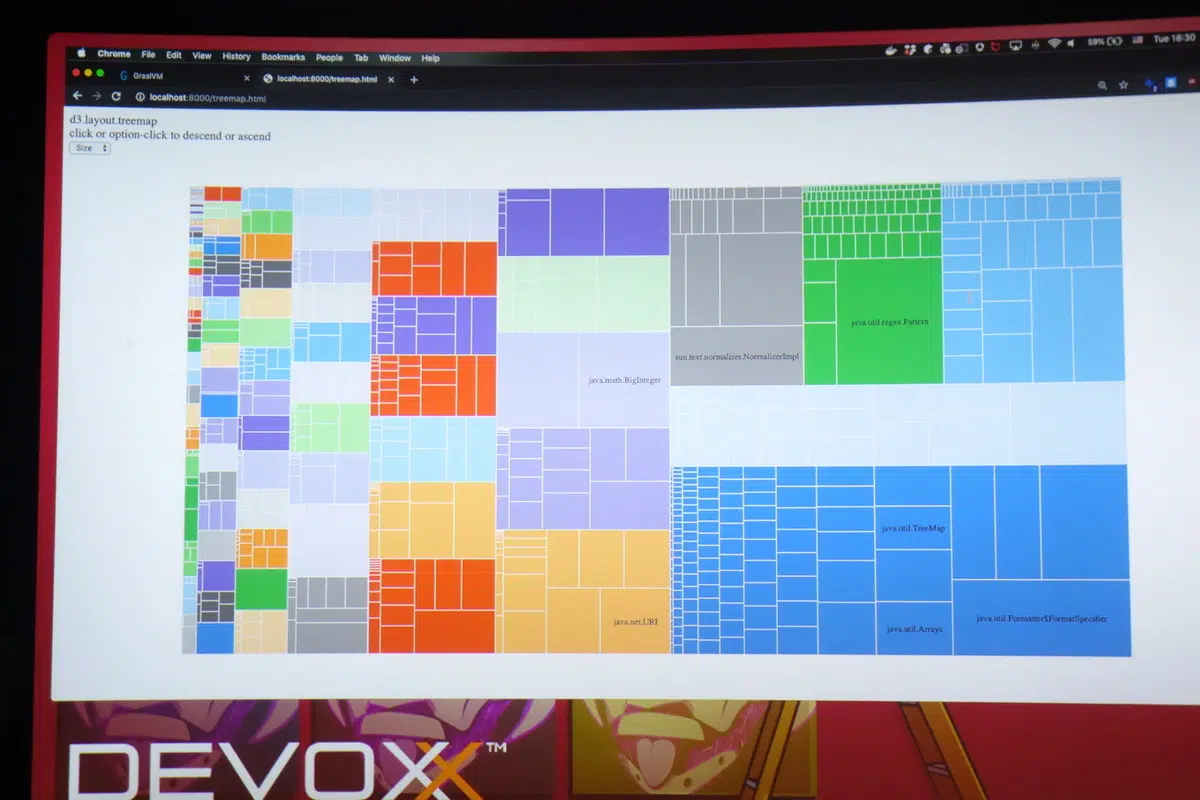 Chrome File Edit View History Bookmarks People Tab Window Help 59% Tue 18:30
GraalVM localhost:8000/treemap.html
localhost:8000/treemap.html
d3.layout.treemap
click or option-click to descend or ascend
Size
java.util.regex.Pattern
sun.text.normalizer.NormalizerImpl
java.math.BigInteger
java.util.TreeMap
java.net.URI
java.util.Arrays
java.util.Formatter$FormatSpecifier
DEVOXX™